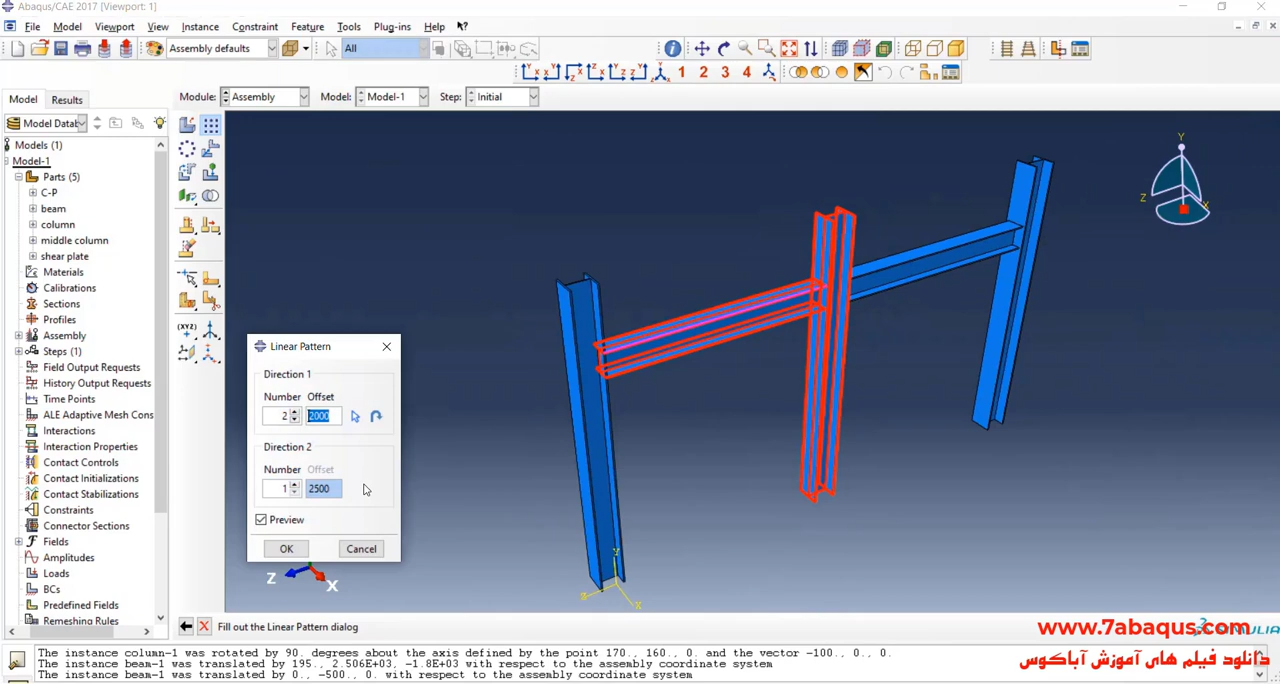 Abaqus/CAE 2017 [Viewport: 1]
File Model Viewport View Instance Constraint Feature Tools Plug-ins Help
Assembly defaults All
1 2 3 4
Model Results Module: Assembly Model: Model-1 Step: Initial
Model Datab
Models (1)
Model-1
Parts (5)
C-P
beam
column
middle column
shear plate
Materials
Calibrations
Sections
Profiles
Assembly
Steps (1)
Field Output Requests
History Output Requests
Time Points
ALE Adaptive Mesh Cons
Interactions
Interaction Properties
Contact Controls
Contact Initializations
Contact Stabilizations
Constraints
Connector Sections
Fields
Amplitudes
Loads
BCs
Predefined Fields
Remeshing Rules
(XYZ)
Linear Pattern
Direction 1
Number Offset
2 2000
Direction 2
Number Offset
1 2500
Preview
OK Cancel
Y
Z X
Y
Z X
Z X
Fill out the Linear Pattern dialog
www.7abaqus.com
دانلود فیلم های آموزش آباکوس
The instance column-1 was rotated by 90. degrees about the axis defined by the point 170., 160., 0. and the vector -100., 0., 0.
The instance beam-1 was translated by 195., 2.506E+03, -1.8E+03 with respect to the assembly coordinate system
The instance beam-1 was translated by 0., -500., 0. with respect to the assembly coordinate system